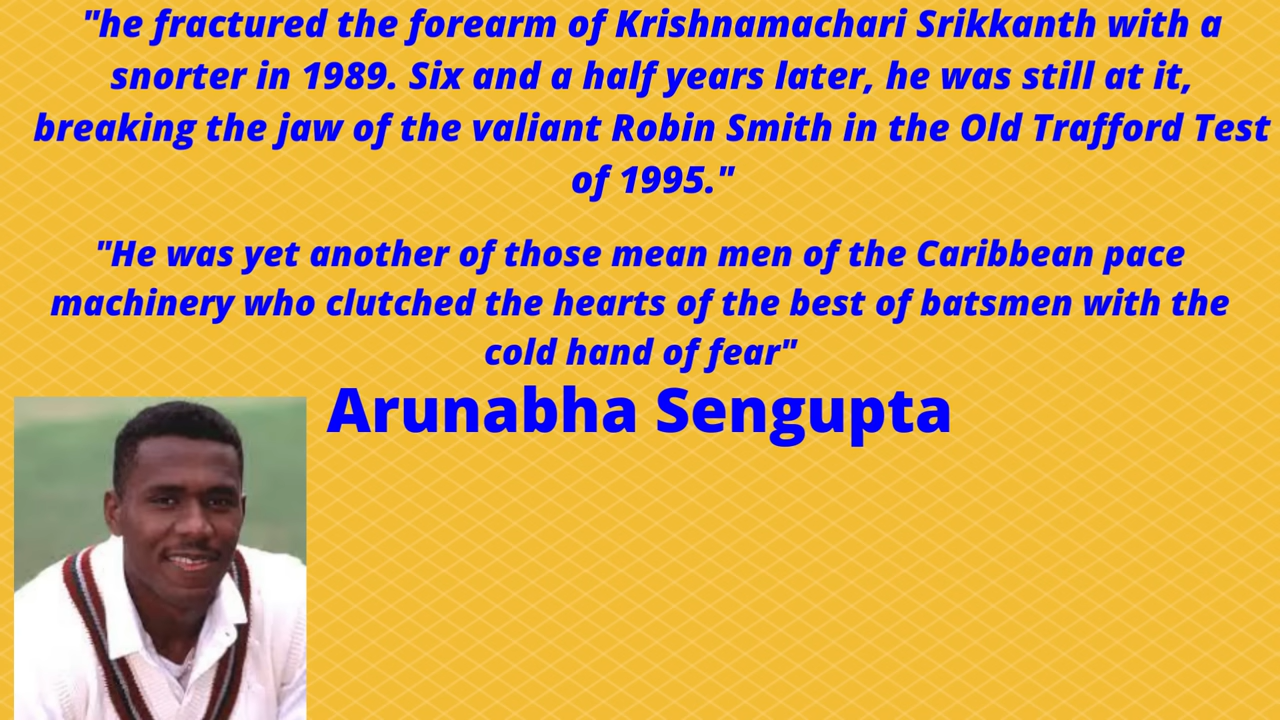 "he fractured the forearm of Krishnamachari Srikkanth with a
snorter in 1989. Six and a half years later, he was still at it,
breaking the jaw of the valiant Robin Smith in the Old Trafford Test
of 1995."
"He was yet another of those mean men of the Caribbean pace
machinery who clutched the hearts of the best of batsmen with the
cold hand of fear"
Arunabha Sengupta